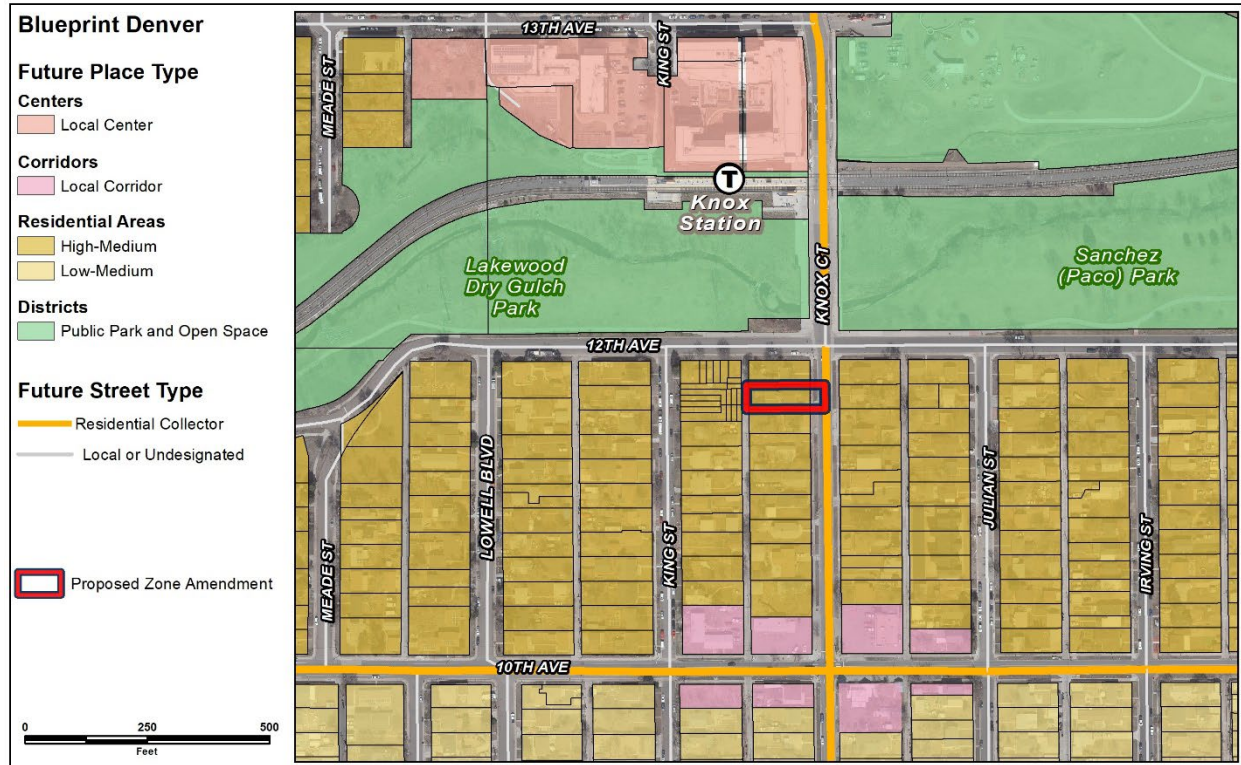 Blueprint Denver
Future Place Type
Centers
Local Center
Corridors
Local Corridor
Residential Areas
High-Medium
Low-Medium
Districts
Public Park and Open Space
Future Street Type
Residential Collector
Local or Undesignated
Proposed Zone Amendment
0 250 500
Feet
13TH AVE
KING ST
MEADE ST
T
Knox
Station
KNOX CT
Lakewood
Dry Gulch
Park
Sanchez
(Paco) Park
12TH AVE
MEADE ST
LOWELL BLVD
KING ST
JULIAN ST
IRVING ST
10TH AVE